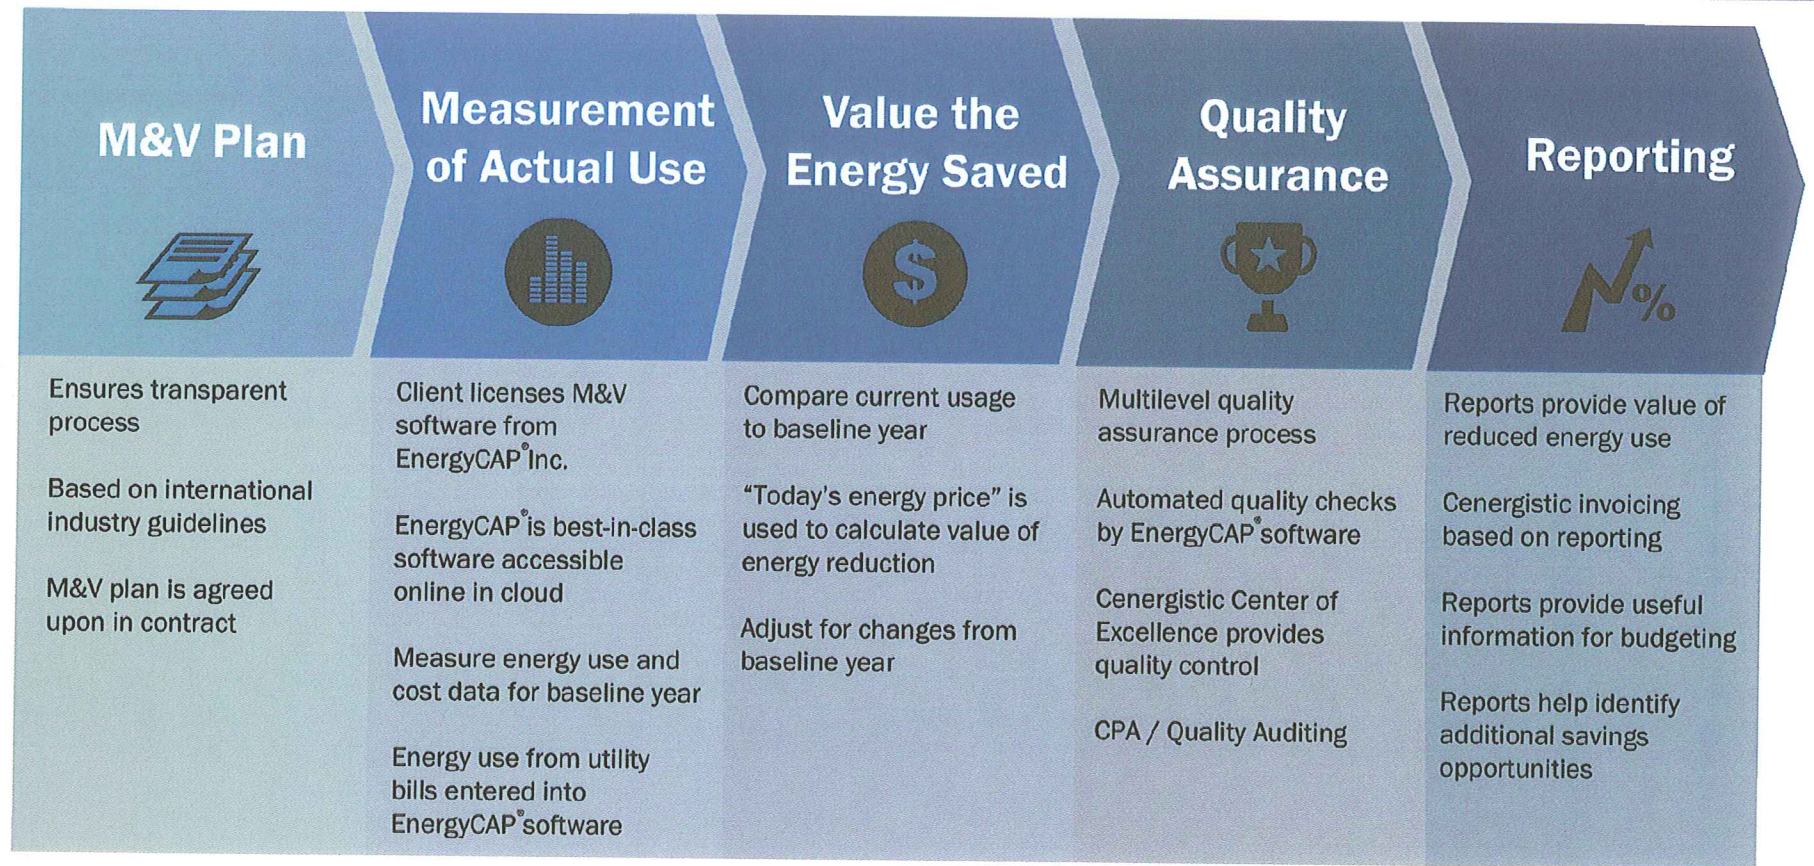 M&V Plan
Ensures transparent
process
Based on international
industry guidelines
M&V plan is agreed
upon in contract
Measurement
of Actual Use
Client licenses M&V
software from
EnergyCAP® Inc.
EnergyCAP® is best-in-class
software accessible
online in cloud
Measure energy use and
cost data for baseline year
Energy use from utility
bills entered into
EnergyCAP® software
Value the
Energy Saved
$
Compare current usage
to baseline year
“Today's energy price” is
used to calculate value of
energy reduction
Adjust for changes from
baseline year
Quality
Assurance
Multilevel quality
assurance process
Automated quality checks
by EnergyCAP® software
Cenergistic Center of
Excellence provides
quality control
CPA / Quality Auditing
Reporting
%
Reports provide value of
reduced energy use
Cenergistic invoicing
based on reporting
Reports provide useful
information for budgeting
Reports help identify
additional savings
opportunities